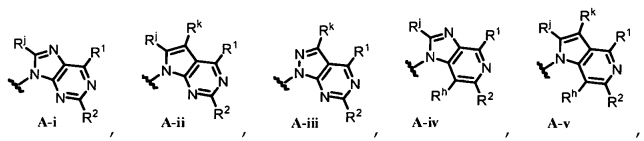 Rʲ N R¹
N N
N
R²
A-i ,
Rᵏ
Rʲ R¹
N N
N
R²
A-ii ,
Rᵏ
R¹
N
N N
N
R²
A-iii ,
Rʲ N R¹
N N
Rʰ R²
A-iv ,
Rᵏ
Rʲ R¹
N N
Rʰ R²
A-v ,